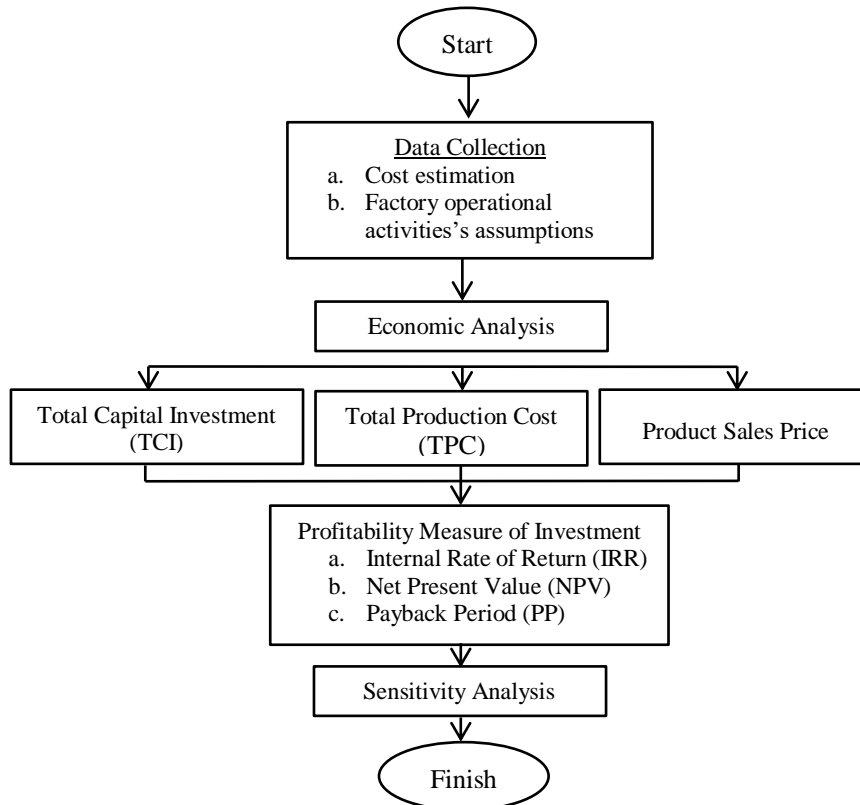 Start
Data Collection
a. Cost estimation
b. Factory operational
activities’s assumptions
Economic Analysis
Total Capital Investment
(TCI)
Total Production Cost
(TPC)
Product Sales Price
Profitability Measure of Investment
a. Internal Rate of Return (IRR)
b. Net Present Value (NPV)
c. Payback Period (PP)
Sensitivity Analysis
Finish